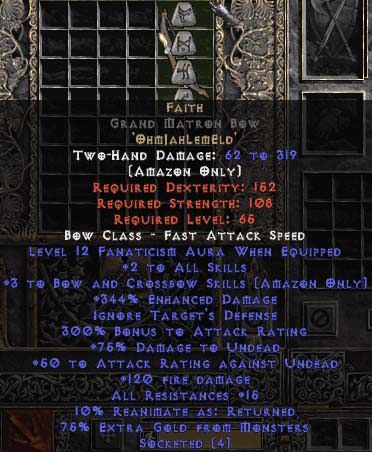 Faith
Grand Matron Bow
'OhmJahLemEld'
Two-Hand Damage: 62 to 319
(Amazon Only)
Required Dexterity: 152
Required Strength: 108
Required Level: 65
Bow Class - Fast Attack Speed
Level 12 Fanaticism Aura When Equipped
+2 to All Skills
+3 to Bow and Crossbow Skills (Amazon Only)
+344% Enhanced Damage
Ignore Target's Defense
300% Bonus to Attack Rating
+75% Damage to Undead
+50 to Attack Rating against Undead
+120 fire damage
All Resistances +15
10% Reanimate as: Returned
75% Extra Gold from Monsters
Socketed (4)